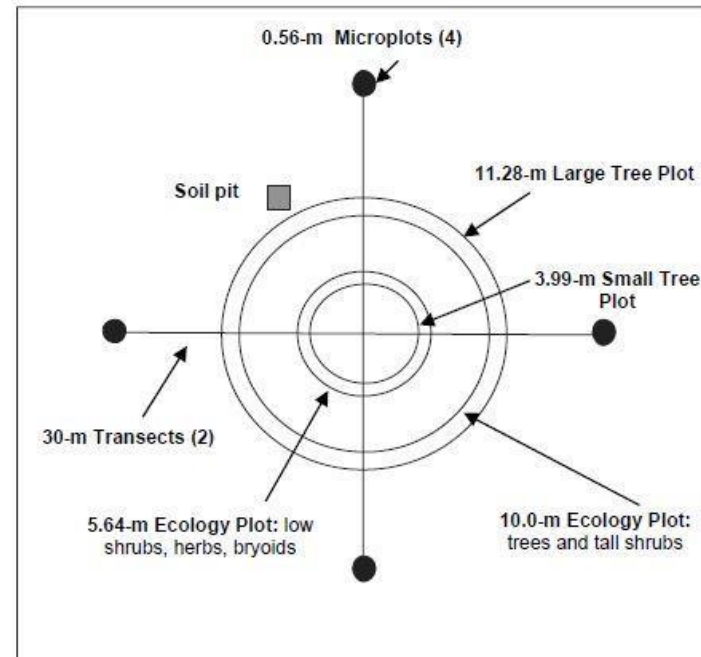 0.56-m Microplots (4)
Soil pit
11.28-m Large Tree Plot
3.99-m Small Tree
Plot
30-m Transects (2)
5.64-m Ecology Plot: low
shrubs, herbs, bryoids
10.0-m Ecology Plot:
trees and tall shrubs